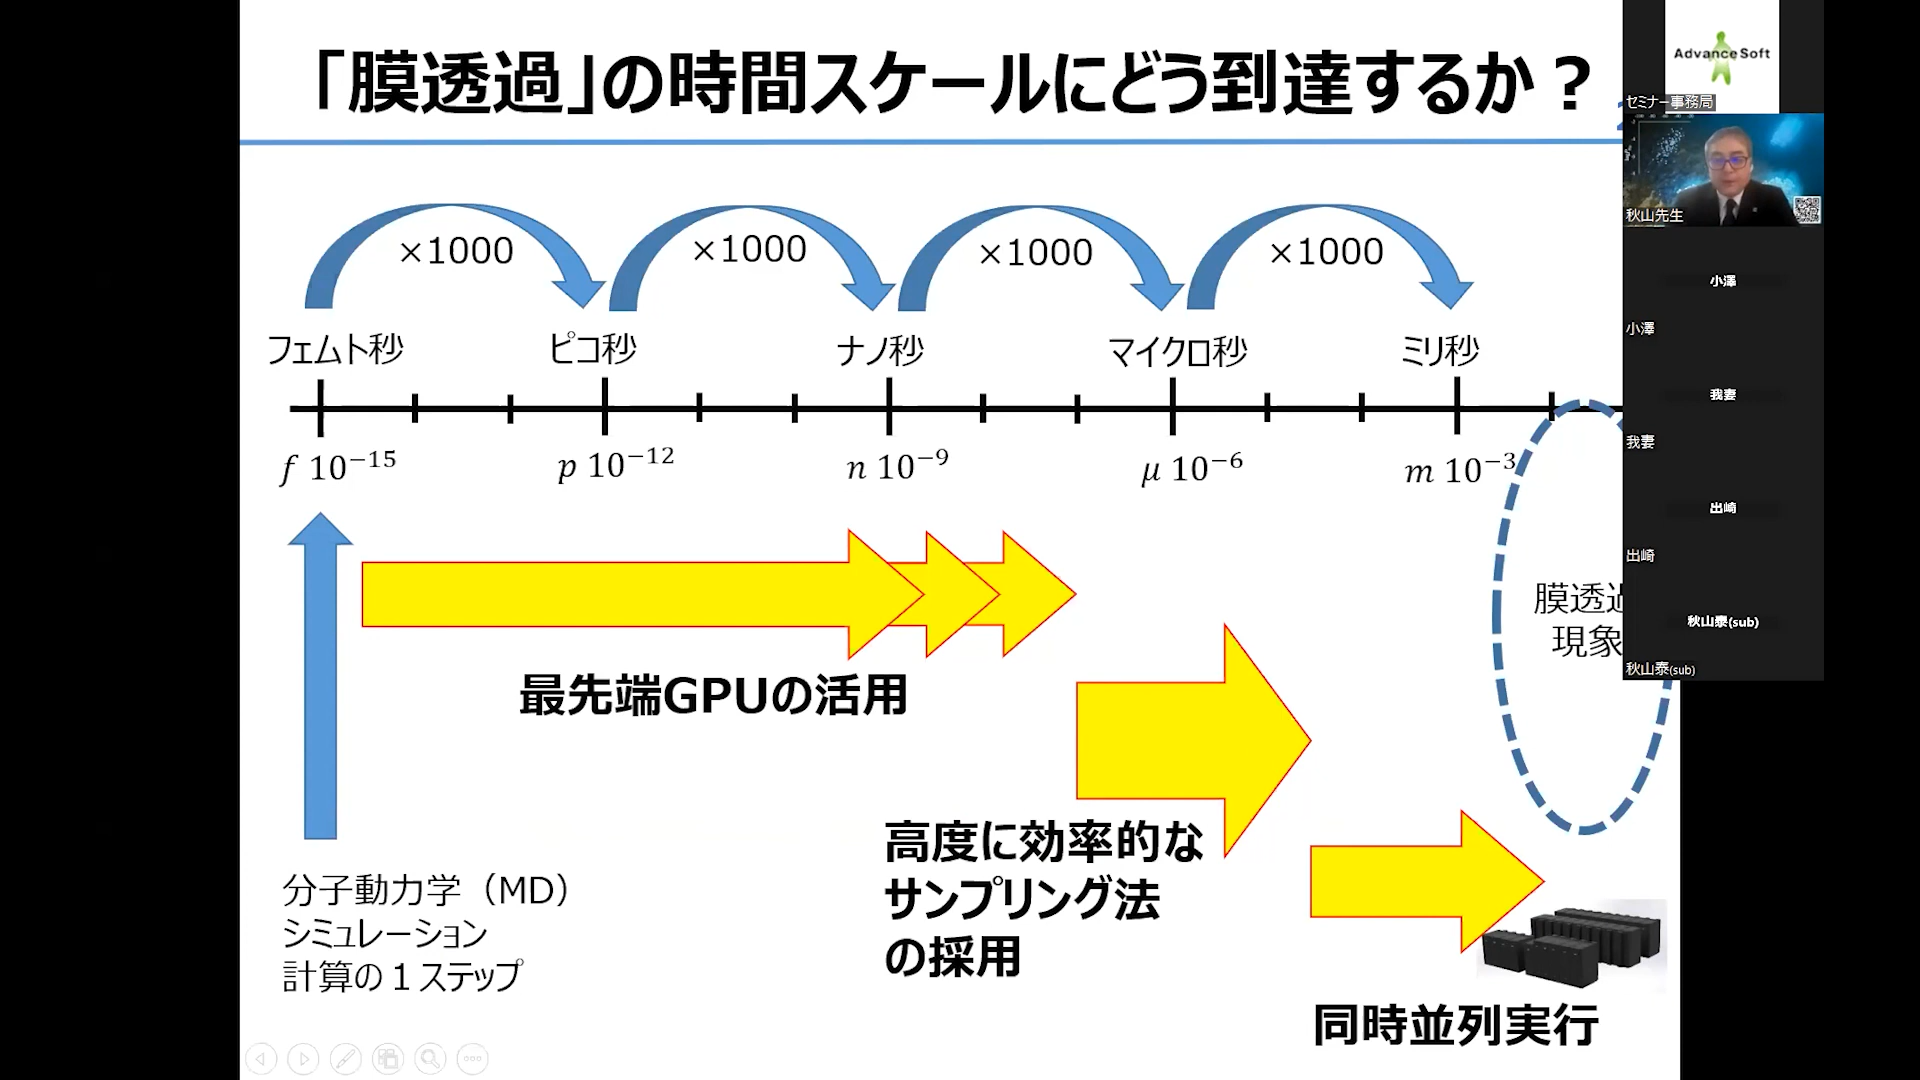 「膜透過」の時間スケールにどう到達するか？
×1000
×1000
×1000
×1000
フェムト秒
ピコ秒
ナノ秒
マイクロ秒
ミリ秒
f 10⁻¹⁵
p 10⁻¹²
n 10⁻⁹
μ 10⁻⁶
m 10⁻³
最先端GPUの活用
膜透過
現象
高度に効率的な
サンプリング法
の採用
分子動力学（MD）
シミュレーション
計算の１ステップ
同時並列実行
AdvanceSoft
セミナー事務局
秋山先生
小澤
小澤
我妻
我妻
出崎
出崎
秋山泰(sub)
秋山泰(sub)